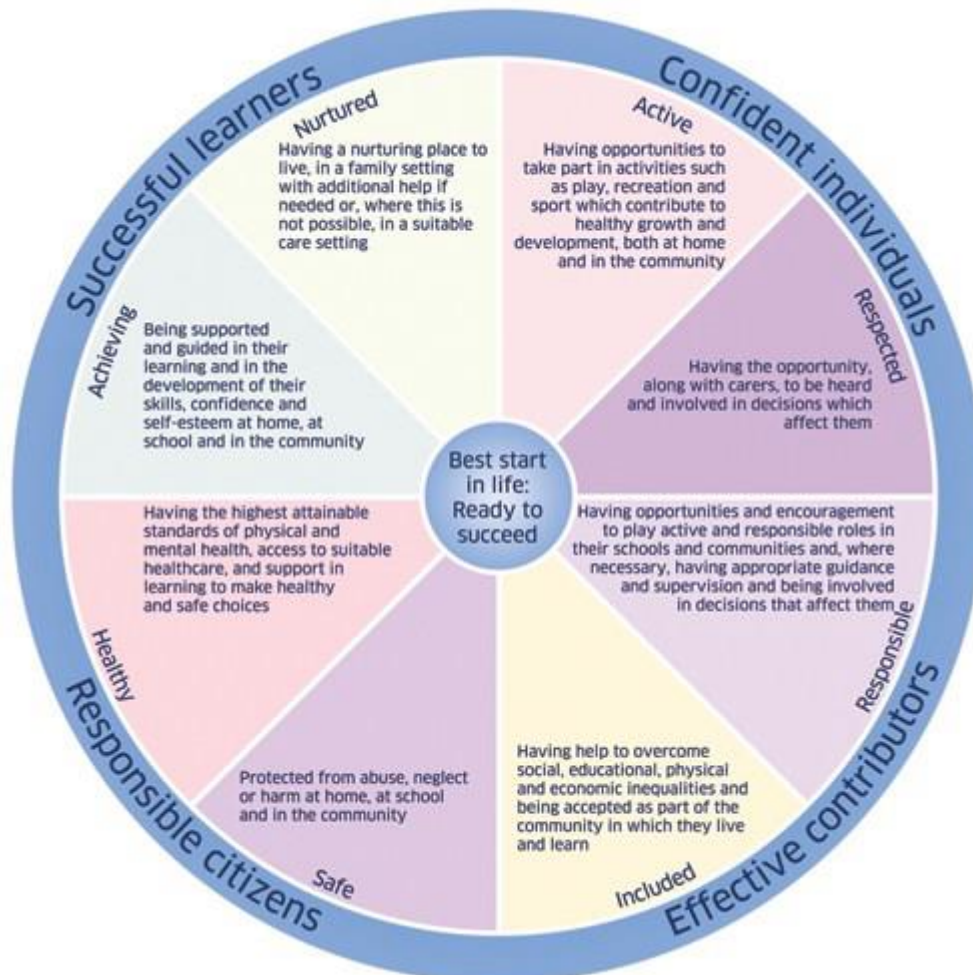 Successful learners
Confident individuals
Nurtured
Having a nurturing place to
live, in a family setting
with additional help if
needed or, where this is
not possible, in a suitable
care setting
Active
Having opportunities to
take part in activities such
as play, recreation and
sport which contribute to
healthy growth and
development, both at home
and in the community
Achieving
Being supported
and guided in their
learning and in the
development of their
skills, confidence and
self-esteem at home, at
school and in the community
Respected
Having the opportunity,
along with carers, to be heard
and involved in decisions which
affect them
Best start
in life:
Ready to
succeed
Having the highest attainable
standards of physical and
mental health, access to suitable
healthcare, and support in
learning to make healthy
and safe choices
Healthy
Having opportunities and encouragement
to play active and responsible roles in
their schools and communities and, where
necessary, having appropriate guidance
and supervision and being involved
in decisions that affect them
Responsible
Protected from abuse, neglect
or harm at home, at school
and in the community
Safe
Having help to overcome
social, educational, physical
and economic inequalities and
being accepted as part of the
community in which they live
and learn
Included
Responsible citizens
Effective contributors